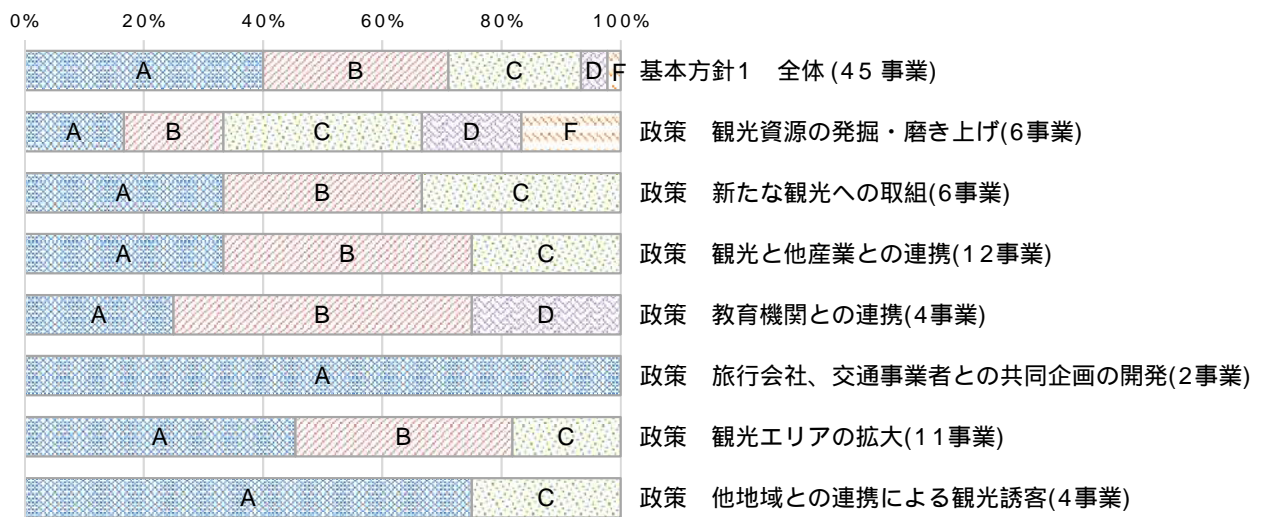 0% 20% 40% 60% 80% 100%
A B C D F 基本方針1 全体(45事業)
A B C D F 政策 観光資源の発掘・磨き上げ(6事業)
A B C 政策 新たな観光への取組(6事業)
A B C 政策 観光と他産業との連携(12事業)
A B D 政策 教育機関との連携(4事業)
A 政策 旅行会社、交通事業者との共同企画の開発(2事業)
A B C 政策 観光エリアの拡大(11事業)
A C 政策 他地域との連携による観光誘客(4事業)